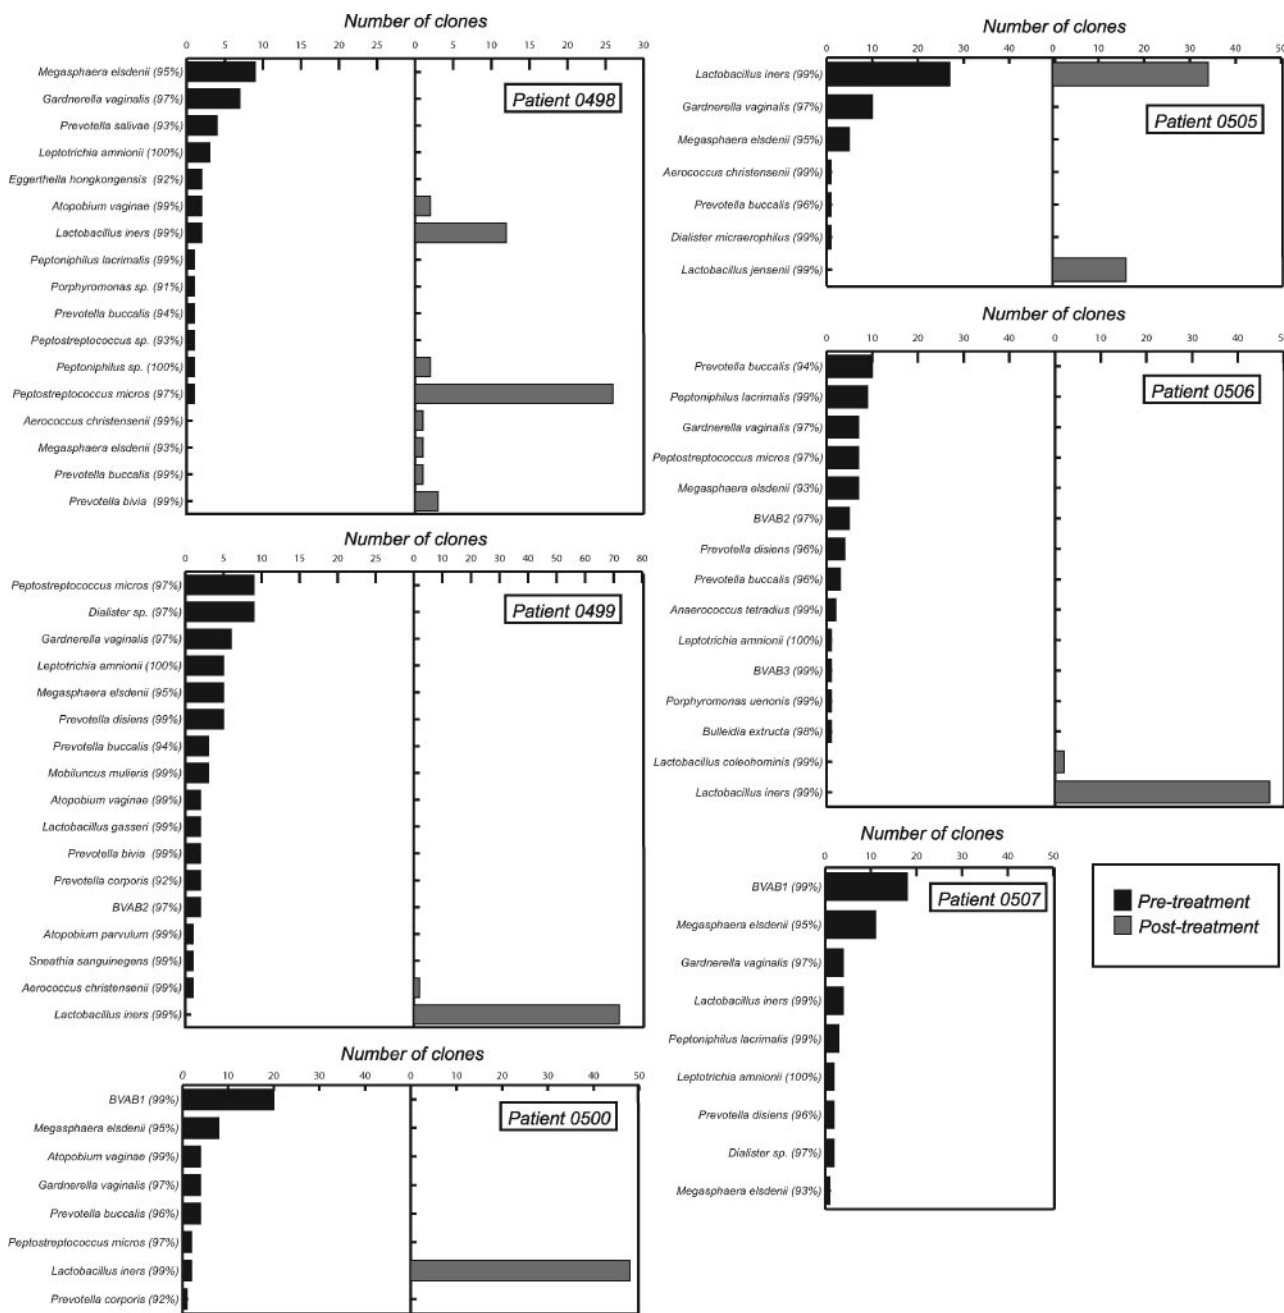 Number of clones
0 5 10 15 20 25 0 5 10 15 20 25 30
Patient 0498
Megasphaera elsdenii (95%)
Gardnerella vaginalis (97%)
Prevotella salivae (93%)
Leptotrichia amnionii (100%)
Eggerthella hongkongensis (92%)
Atopobium vaginae (99%)
Lactobacillus iners (99%)
Peptoniphilus lacrimalis (99%)
Porphyromonas sp. (91%)
Prevotella buccalis (94%)
Peptostreptococcus sp. (93%)
Peptoniphilus sp. (100%)
Peptostreptococcus micros (97%)
Aerococcus christensenii (99%)
Megasphaera elsdenii (93%)
Prevotella buccalis (99%)
Prevotella bivia (99%)
Number of clones
0 5 10 15 20 25 0 10 20 30 40 50 60 70 80
Patient 0499
Peptostreptococcus micros (97%)
Dialister sp. (97%)
Gardnerella vaginalis (97%)
Leptotrichia amnionii (100%)
Megasphaera elsdenii (95%)
Prevotella disiens (99%)
Prevotella buccalis (94%)
Mobiluncus mulieris (99%)
Atopobium vaginae (99%)
Lactobacillus gasseri (99%)
Prevotella bivia (99%)
Prevotella corporis (92%)
BVAB2 (97%)
Atopobium parvulum (99%)
Sneathia sanguinegens (99%)
Aerococcus christensenii (99%)
Lactobacillus iners (99%)
Number of clones
0 10 20 30 40 0 10 20 30 40 50
Patient 0500
BVAB1 (99%)
Megasphaera elsdenii (95%)
Atopobium vaginae (99%)
Gardnerella vaginalis (97%)
Prevotella buccalis (96%)
Peptostreptococcus micros (97%)
Lactobacillus iners (99%)
Prevotella corporis (92%)
Number of clones
0 10 20 30 40 0 10 20 30 40 50
Patient 0505
Lactobacillus iners (99%)
Gardnerella vaginalis (97%)
Megasphaera elsdenii (95%)
Aerococcus christensenii (99%)
Prevotella buccalis (96%)
Dialister micraerophilus (99%)
Lactobacillus jensenii (99%)
Number of clones
0 10 20 30 40 0 10 20 30 40 50
Patient 0506
Prevotella buccalis (94%)
Peptoniphilus lacrimalis (99%)
Gardnerella vaginalis (97%)
Peptostreptococcus micros (97%)
Megasphaera elsdenii (93%)
BVAB2 (97%)
Prevotella disiens (96%)
Prevotella buccalis (96%)
Anaerococcus tetradius (99%)
Leptotrichia amnionii (100%)
BVAB3 (99%)
Porphyromonas uenonis (99%)
Bulleidia extructa (98%)
Lactobacillus coleohominis (99%)
Lactobacillus iners (99%)
Number of clones
0 10 20 30 40 50
Patient 0507
BVAB1 (99%)
Megasphaera elsdenii (95%)
Gardnerella vaginalis (97%)
Lactobacillus iners (99%)
Peptoniphilus lacrimalis (99%)
Leptotrichia amnionii (100%)
Prevotella disiens (96%)
Dialister sp. (97%)
Megasphaera elsdenii (93%)
Pre-treatment
Post-treatment